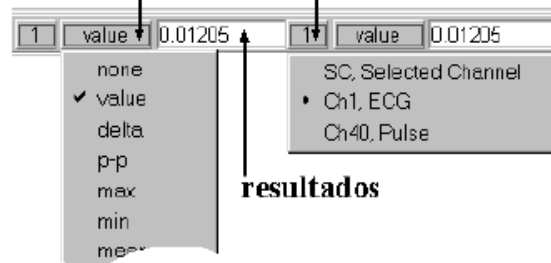 1 value 0.01205 1 value 0.01205
none
✔ value
delta
p-p
max
min
SC, Selected Channel
• Ch1, ECG
Ch40, Pulse
resultados